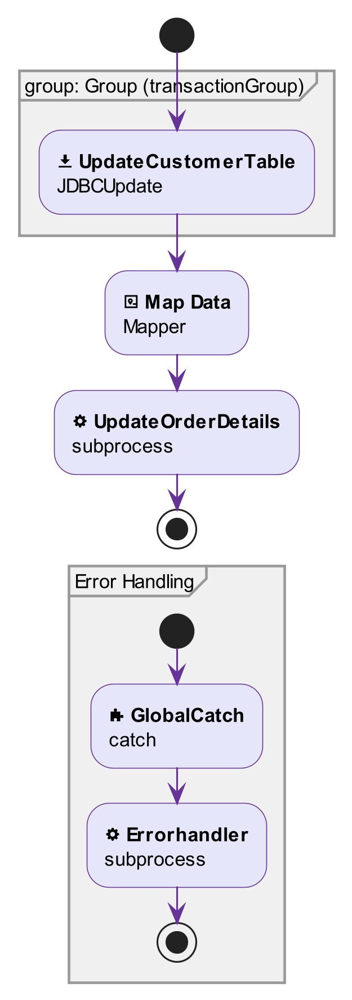 group: Group (transactionGroup)
UpdateCustomerTable
JDBCUpdate
Map Data
Mapper
UpdateOrderDetails
subprocess
Error Handling
GlobalCatch
catch
Errorhandler
subprocess